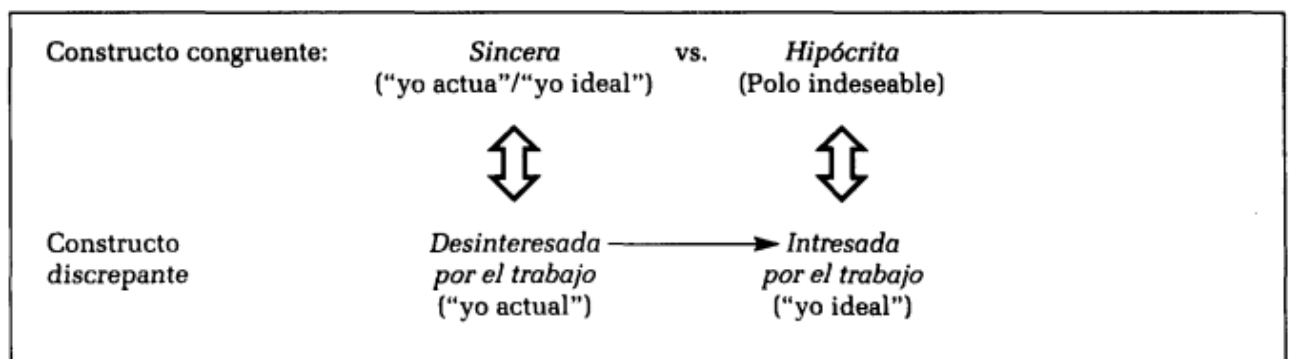 Constructo congruente: Sincera vs. Hipócrita
("yo actua"/"yo ideal") (Polo indeseable)
Constructo Desinteresada Intresada
discrepante por el trabajo por el trabajo
("yo actual") ("yo ideal")